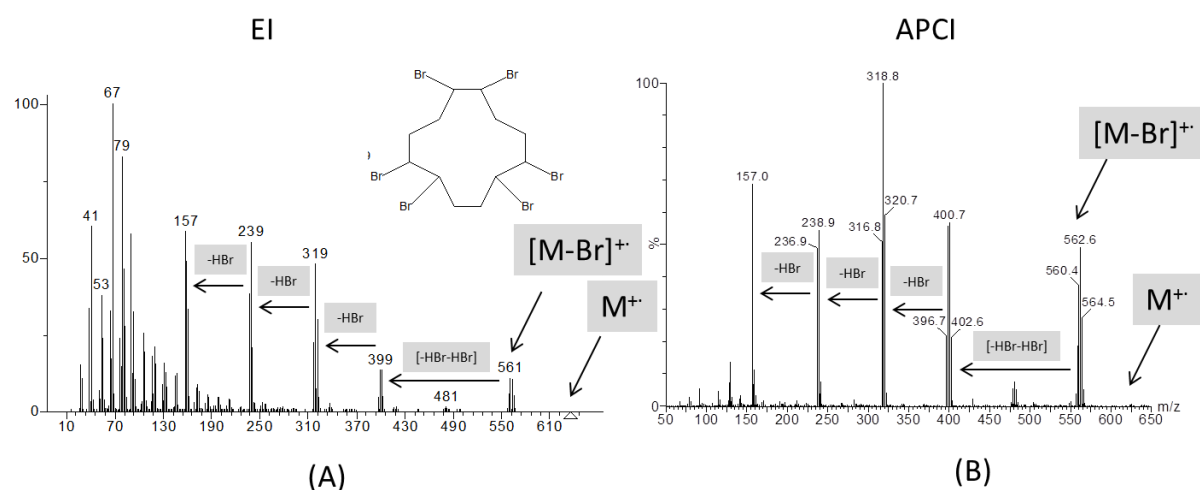 EI
APCI
100
67
79
41
53
157
239
319
399
481
561
-HBr
-HBr
-HBr
[-HBr-HBr]
[M-Br]+·
M+·
Br
Br
Br
Br
Br
Br
50
0
10
70
130
190
250
310
370
430
490
550
610
(A)
100
%
0
318.8
157.0
320.7
238.9
236.9
316.8
400.7
396.7
402.6
562.6
560.4
564.5
-HBr
-HBr
-HBr
[-HBr-HBr]
[M-Br]+·
M+·
50
100
150
200
250
300
350
400
450
500
550
600
650
m/z
(B)